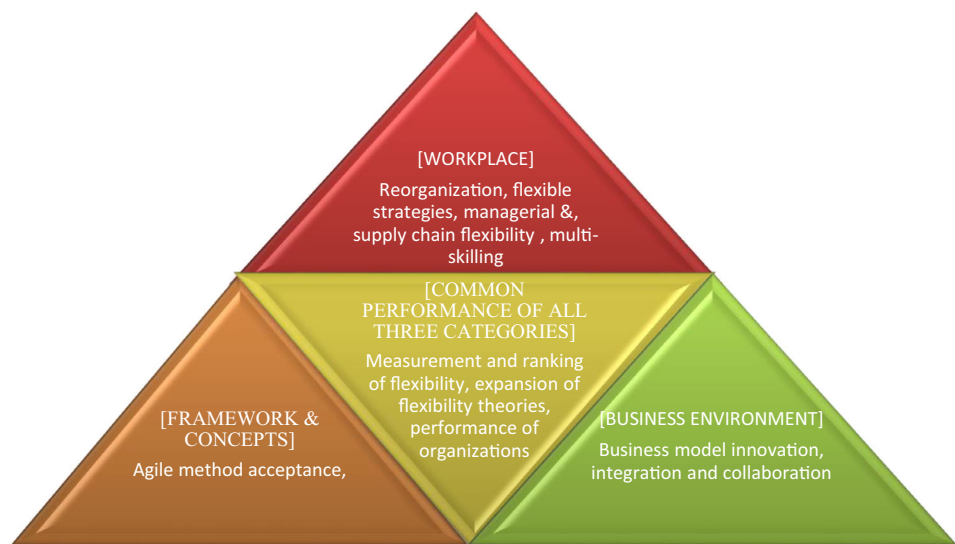 [WORKPLACE]
Reorganization, flexible
strategies, managerial &,
supply chain flexibility , multi-
skilling
[COMMON
PERFORMANCE OF ALL
THREE CATEGORIES]
Measurement and ranking
of flexibility, expansion of
flexibility theories,
performance of
organizations
[FRAMEWORK &
CONCEPTS]
Agile method acceptance,
[BUSINESS ENVIRONMENT]
Business model innovation,
integration and collaboration